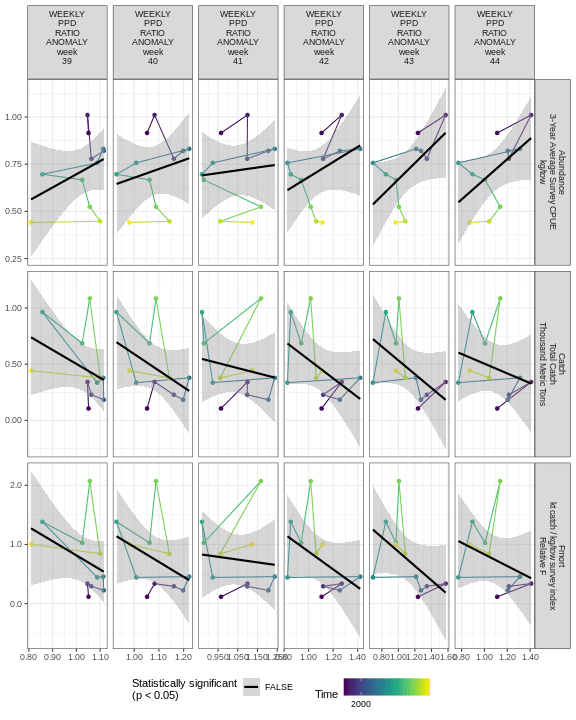 WEEKLY
PPD
RATIO
ANOMALY
week
39
WEEKLY
PPD
RATIO
ANOMALY
week
40
WEEKLY
PPD
RATIO
ANOMALY
week
41
WEEKLY
PPD
RATIO
ANOMALY
week
42
WEEKLY
PPD
RATIO
ANOMALY
week
43
WEEKLY
PPD
RATIO
ANOMALY
week
44
1.00
0.75
0.50
0.25
Abundance
3-Year Average Survey CPUE
kg/tow
1.00
0.50
0.00
Catch
Total Catch
Thousand Metric Tons
2.0
1.0
0.0
Fmort
kt catch / kg/tow survey index
Relative F
0.80 0.90 1.00 1.10
1.00 1.10 1.20
0.950 1.050 1.150 1.250
0.80 1.00 1.20 1.40
0.80 1.00 1.20 1.40 1.60
0.80 1.00 1.20 1.40
Statistically significant
(p < 0.05)
FALSE
Time
2000